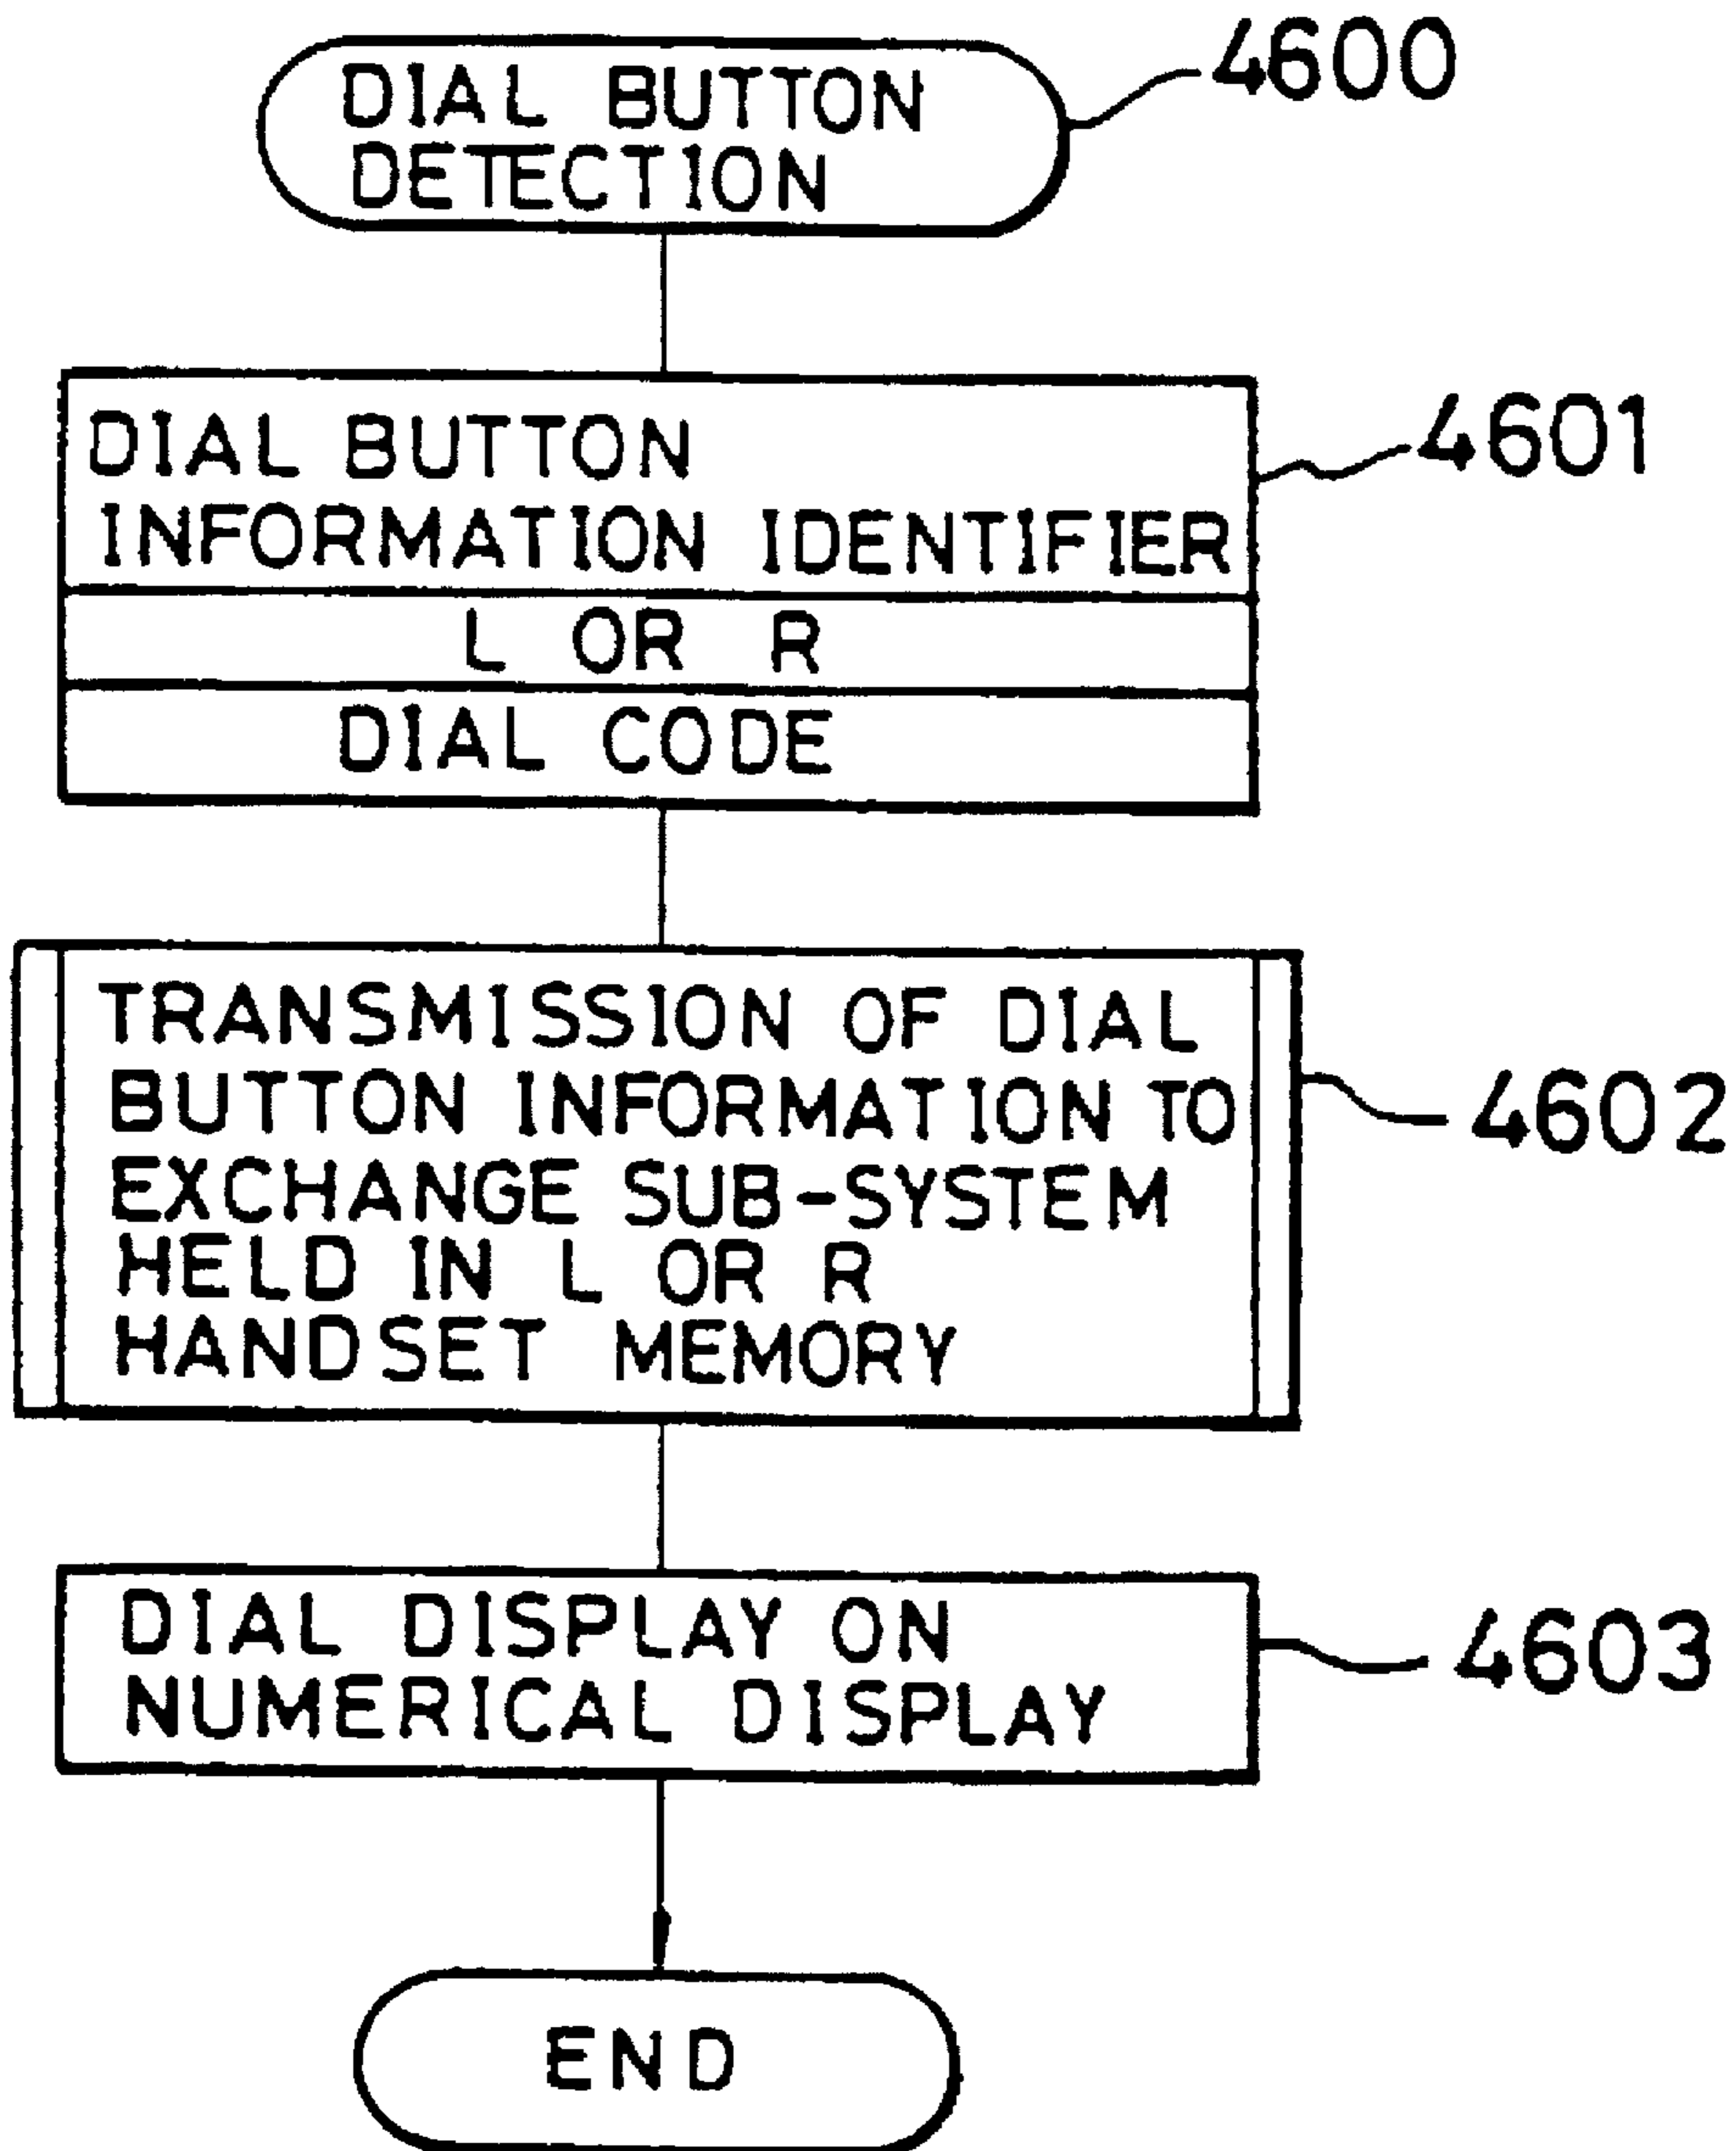 DIAL BUTTON
DETECTION
4600
DIAL BUTTON
INFORMATION IDENTIFIER
4601
L OR R
DIAL CODE
TRANSMISSION OF DIAL
BUTTON INFORMATION TO
EXCHANGE SUB-SYSTEM
HELD IN L OR R
HANDSET MEMORY
4602
DIAL DISPLAY ON
NUMERICAL DISPLAY
4603
END